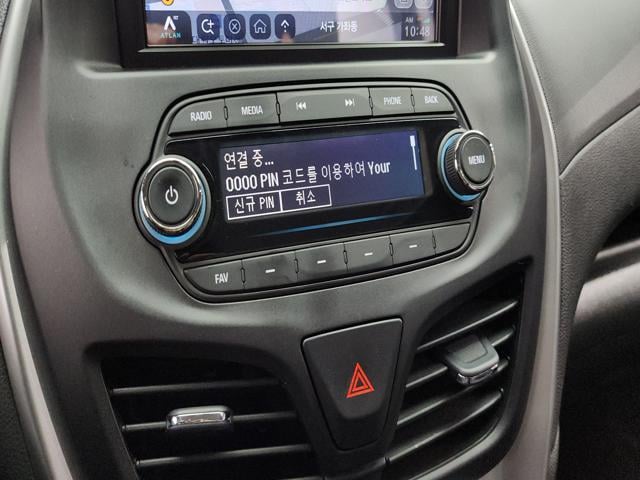 ATLAN
서구 가좌동
AM
10:48
RADIO
MEDIA
PHONE
BACK
연결 중...
0000 PIN 코드를 이용하여 Your
신규 PIN
취소
MENU
FAV